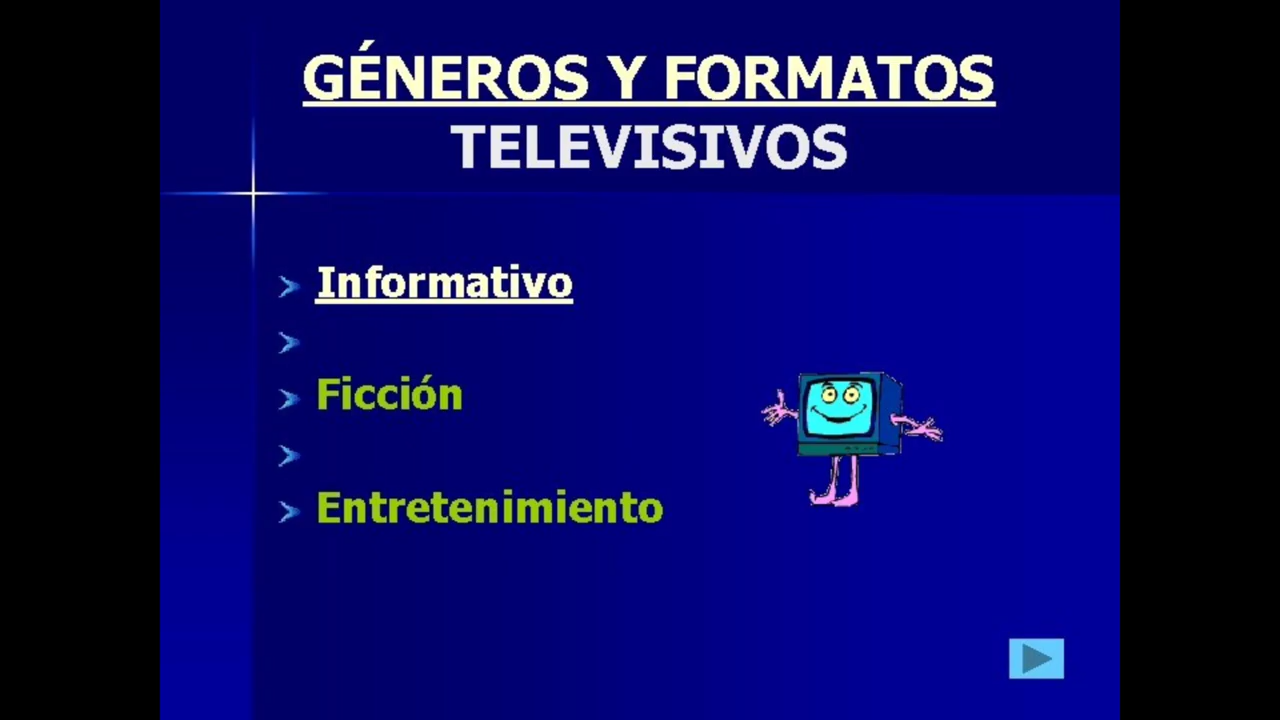 GÉNEROS Y FORMATOS
TELEVISIVOS
Informativo
Ficción
Entretenimiento